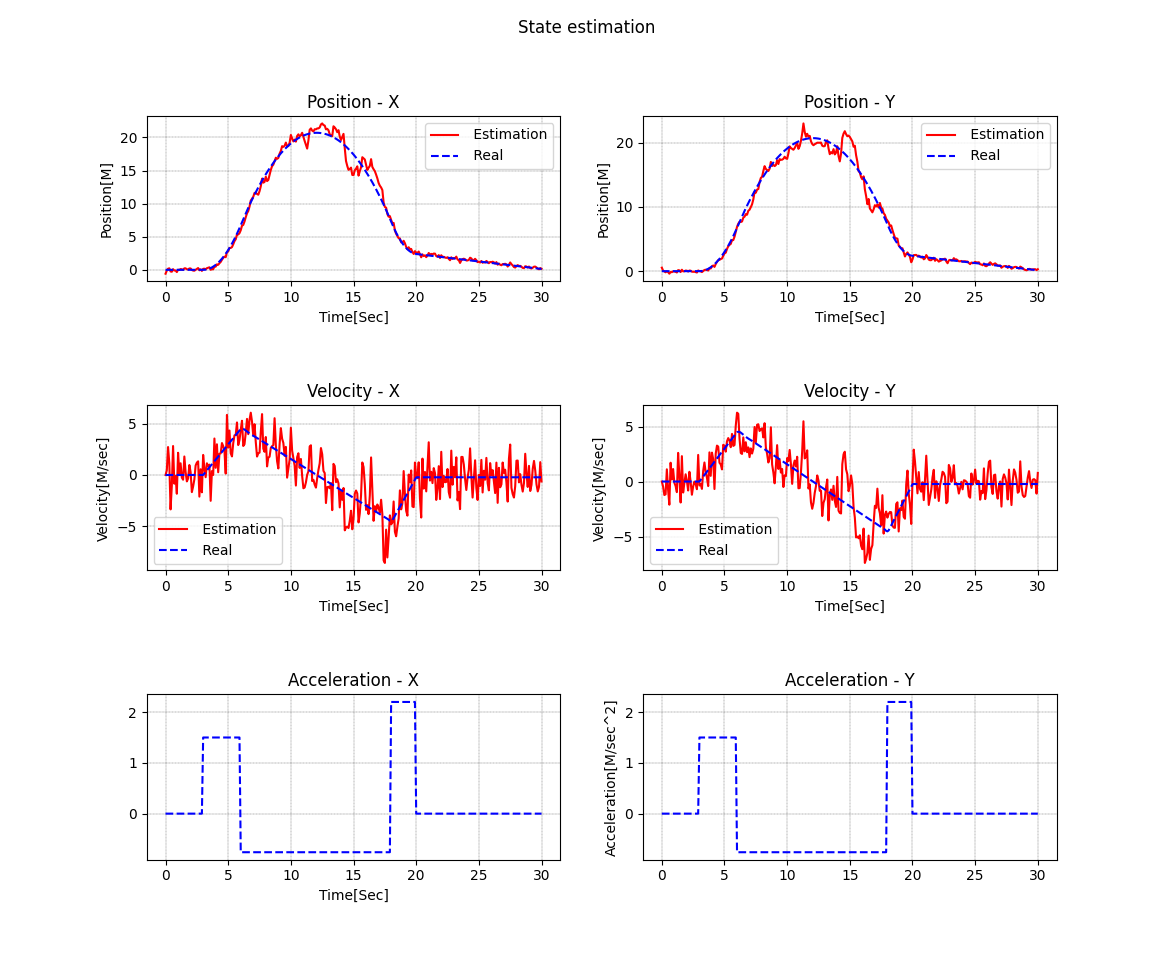 State estimation
Position - X
Position[M]
20
15
10
5
0
Estimation
Real
0 5 10 15 20 25 30
Time[Sec]
Position - Y
Position[M]
20
10
0
Estimation
Real
0 5 10 15 20 25 30
Time[Sec]
Velocity - X
Velocity[M/sec]
5
0
−5
Estimation
Real
0 5 10 15 20 25 30
Time[Sec]
Velocity - Y
Velocity[M/sec]
5
0
−5
Estimation
Real
0 5 10 15 20 25 30
Time[Sec]
Acceleration - X
2
1
0
0 5 10 15 20 25 30
Time[Sec]
Acceleration - Y
Acceleration[M/sec^2]
2
1
0
0 5 10 15 20 25 30